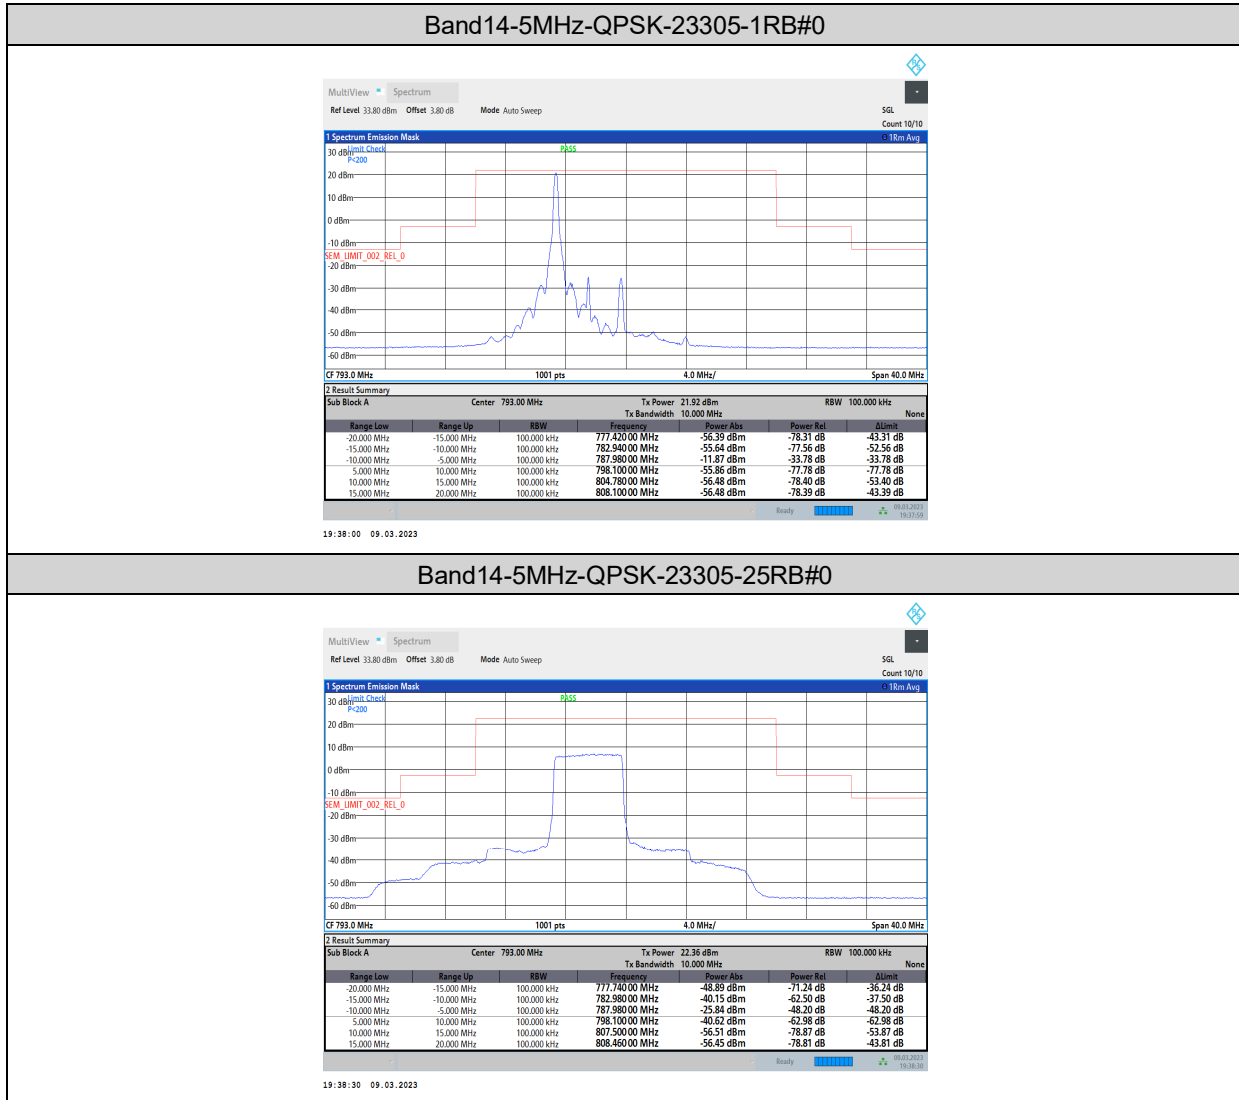 Band14-5MHz-QPSK-23305-1RB#0
MultiView Spectrum
Ref Level 33.80 dBm Offset 3.80 dB Mode Auto Sweep SGL
Count 10/10
1 Spectrum Emission Mask 1Rm Avg
30 dBm Limit Check PASS
P<200
20 dBm
10 dBm
0 dBm
-10 dBm
SEM_LIMIT_002_REL_0
-20 dBm
-30 dBm
-40 dBm
-50 dBm
-60 dBm
CF 793.0 MHz 1001 pts 4.0 MHz/ Span 40.0 MHz
2 Result Summary
Sub Block A Center 793.00 MHz Tx Power 21.92 dBm RBW 100.000 kHz
Tx Bandwidth 10.000 MHz None
Range Low Range Up RBW Frequency Power Abs Power Rel ΔLimit
-20.000 MHz -15.000 MHz 100.000 kHz 777.42000 MHz -56.39 dBm -78.31 dB -43.31 dB
-15.000 MHz -10.000 MHz 100.000 kHz 782.94000 MHz -55.64 dBm -77.56 dB -52.56 dB
-10.000 MHz -5.000 MHz 100.000 kHz 787.98000 MHz -11.87 dBm -33.78 dB -33.78 dB
5.000 MHz 10.000 MHz 100.000 kHz 798.10000 MHz -55.86 dBm -77.78 dB -77.78 dB
10.000 MHz 15.000 MHz 100.000 kHz 804.78000 MHz -56.48 dBm -78.40 dB -53.40 dB
15.000 MHz 20.000 MHz 100.000 kHz 808.10000 MHz -56.48 dBm -78.39 dB -43.39 dB
Ready 09.03.2023
19:37:59
19:38:00 09.03.2023
Band14-5MHz-QPSK-23305-25RB#0
MultiView Spectrum
Ref Level 33.80 dBm Offset 3.80 dB Mode Auto Sweep SGL
Count 10/10
1 Spectrum Emission Mask 1Rm Avg
30 dBm Limit Check PASS
P<200
20 dBm
10 dBm
0 dBm
-10 dBm
SEM_LIMIT_002_REL_0
-20 dBm
-30 dBm
-40 dBm
-50 dBm
-60 dBm
CF 793.0 MHz 1001 pts 4.0 MHz/ Span 40.0 MHz
2 Result Summary
Sub Block A Center 793.00 MHz Tx Power 22.36 dBm RBW 100.000 kHz
Tx Bandwidth 10.000 MHz None
Range Low Range Up RBW Frequency Power Abs Power Rel ΔLimit
-20.000 MHz -15.000 MHz 100.000 kHz 777.74000 MHz -48.89 dBm -71.24 dB -36.24 dB
-15.000 MHz -10.000 MHz 100.000 kHz 782.98000 MHz -40.15 dBm -62.50 dB -37.50 dB
-10.000 MHz -5.000 MHz 100.000 kHz 787.98000 MHz -25.84 dBm -48.20 dB -48.20 dB
5.000 MHz 10.000 MHz 100.000 kHz 798.10000 MHz -40.62 dBm -62.98 dB -62.98 dB
10.000 MHz 15.000 MHz 100.000 kHz 807.50000 MHz -56.51 dBm -78.87 dB -53.87 dB
15.000 MHz 20.000 MHz 100.000 kHz 808.46000 MHz -56.45 dBm -78.81 dB -43.81 dB
Ready 09.03.2023
19:38:30
19:38:30 09.03.2023